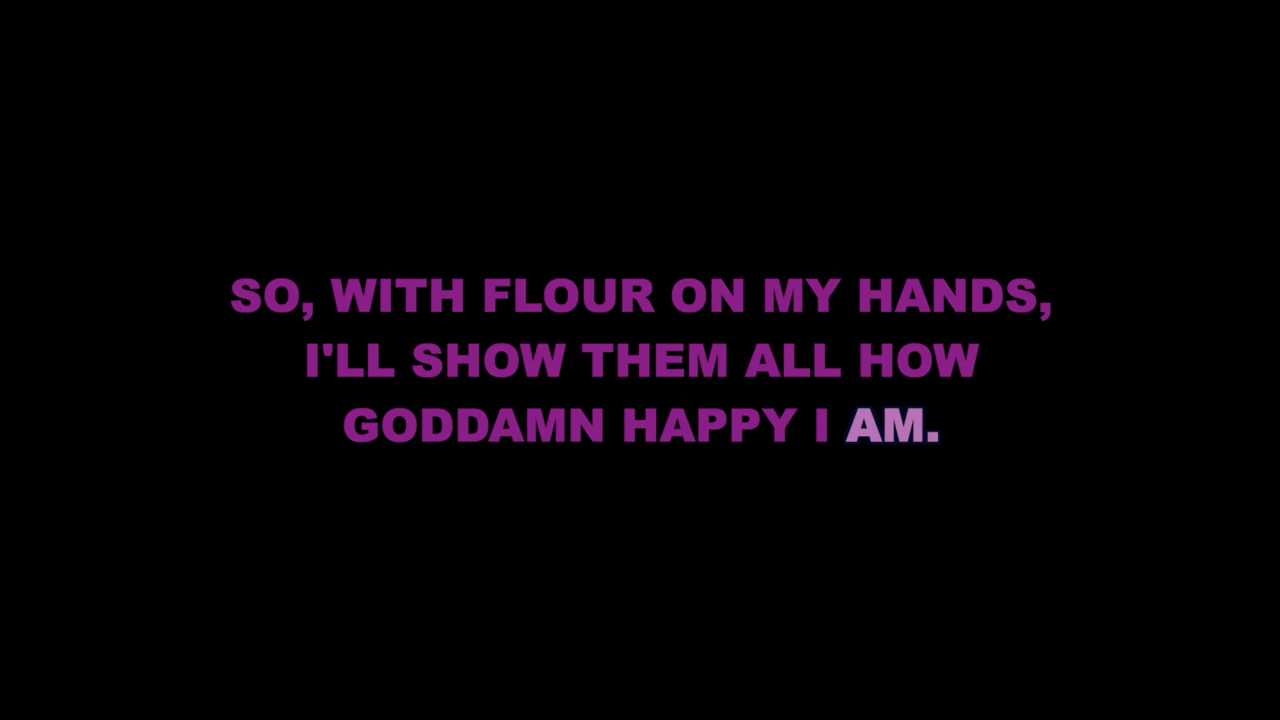 SO, WITH FLOUR ON MY HANDS,
I'LL SHOW THEM ALL HOW
GODDAMN HAPPY I AM.